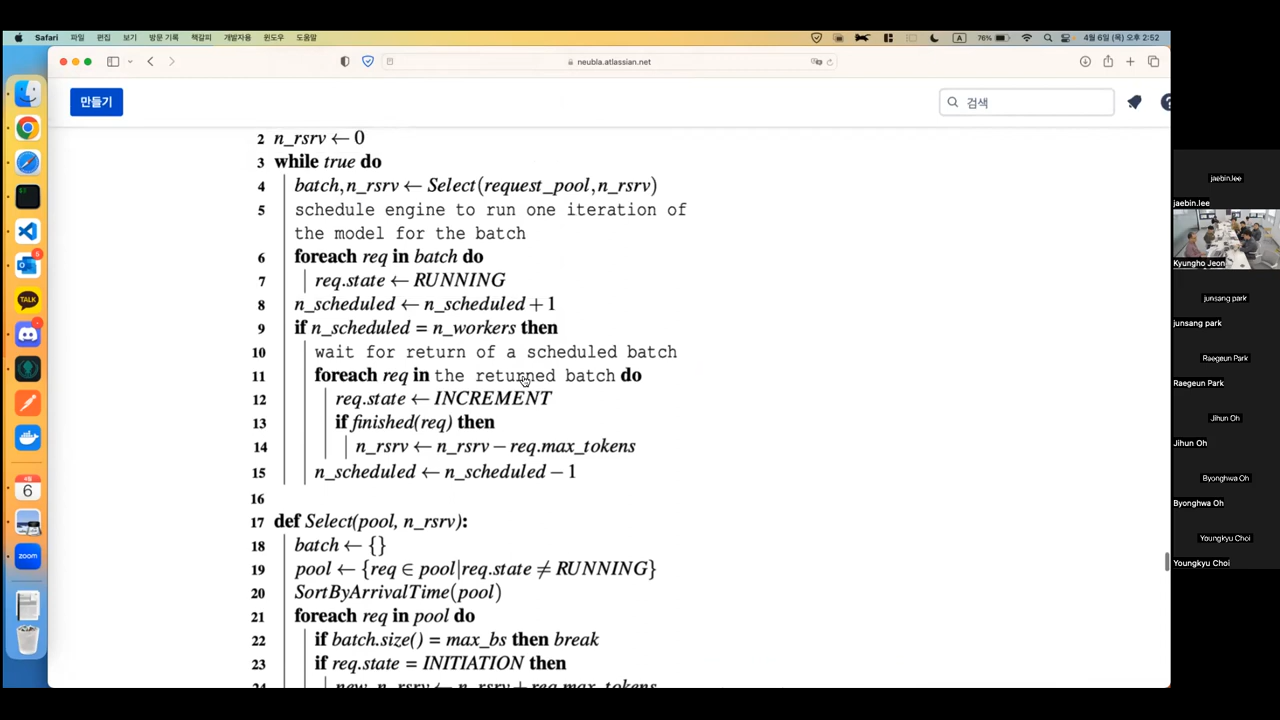 Safari 파일 편집 보기 방문 기록 책갈피 개발자용 윈도우 도움말 A 76% 4월 6일 (목) 오후 2:52
neubla.atlassian.net
만들기 검색 ?
2 n_rsrv ← 0
3 while true do
4 batch,n_rsrv ← Select(request_pool,n_rsrv)
5 schedule engine to run one iteration of
the model for the batch
6 foreach req in batch do
7 req.state ← RUNNING
8 n_scheduled ← n_scheduled + 1
9 if n_scheduled = n_workers then
10 wait for return of a scheduled batch
11 foreach req in the returned batch do
12 req.state ← INCREMENT
13 if finished(req) then
14 n_rsrv ← n_rsrv − req.max_tokens
15 n_scheduled ← n_scheduled − 1
16
17 def Select(pool, n_rsrv):
18 batch ← {}
19 pool ← {req ∈ pool|req.state ≠ RUNNING}
20 SortByArrivalTime(pool)
21 foreach req in pool do
22 if batch.size() = max_bs then break
23 if req.state = INITIATION then
24 new_n_rsrv ← n_rsrv + req.max_tokens
TALK
6
zoom
jaebin.lee
jaebin.lee
Kyungho Jeon
junsang park
junsang park
Raegeun Park
Raegeun Park
Jihun Oh
Jihun Oh
Byonghwa Oh
Byonghwa Oh
Youngkyu Choi
Youngkyu Choi